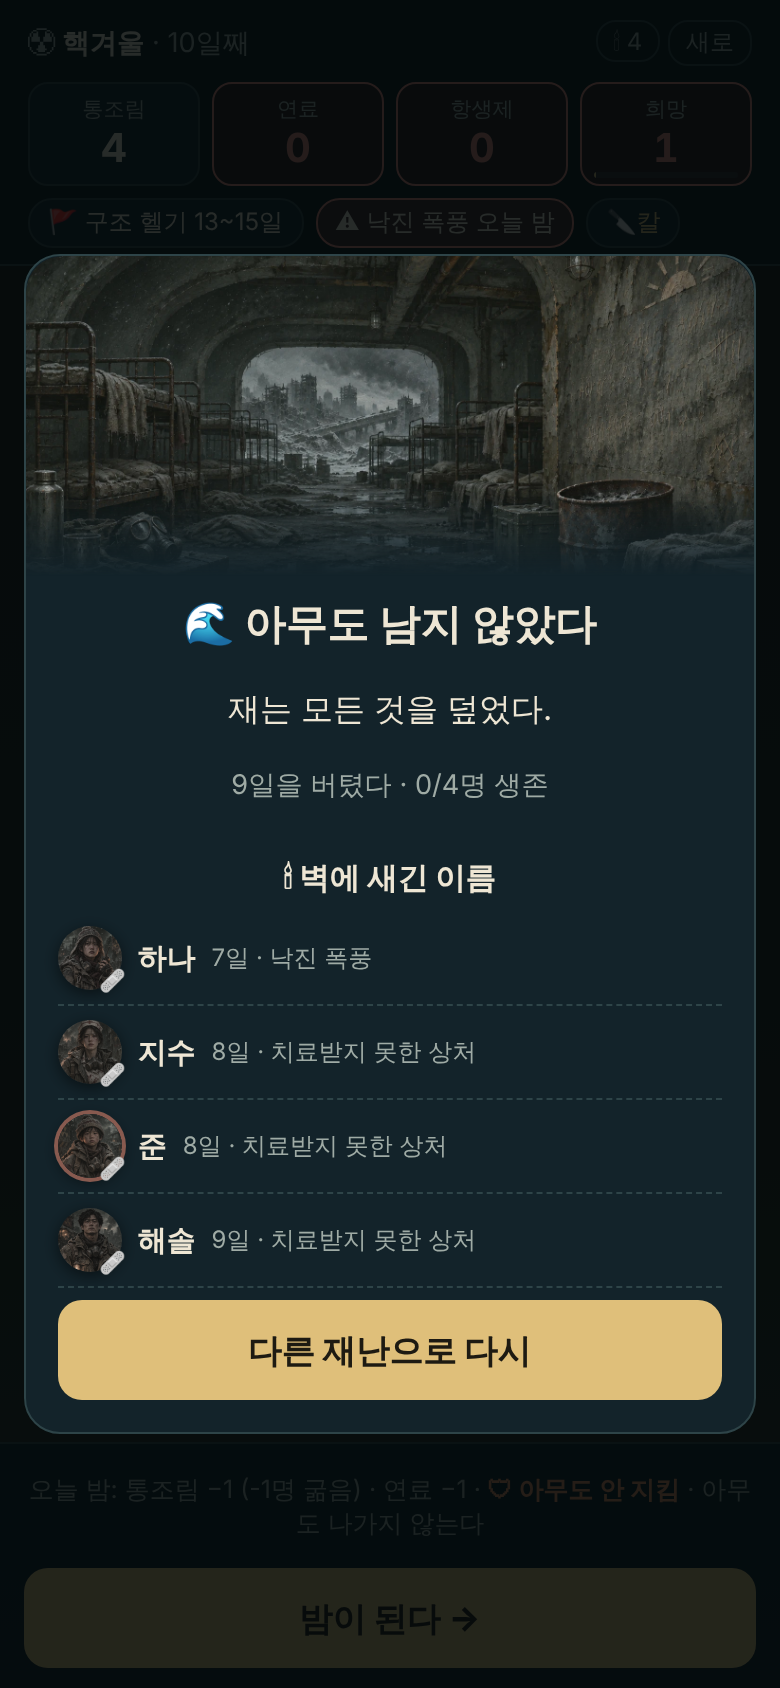 핵겨울 · 10일째
4
새로
통조림
연료
항생제
희망
4
0
0
1
구조 헬기 13~15일
낙진 폭풍 오늘 밤
칼
아무도 남지 않았다
재는 모든 것을 덮었다.
9일을 버텼다 · 0/4명 생존
벽에 새긴 이름
하나 7일 · 낙진 폭풍
지수 8일 · 치료받지 못한 상처
준 8일 · 치료받지 못한 상처
해솔 9일 · 치료받지 못한 상처
다른 재난으로 다시
오늘 밤: 통조림 −1 (-1명 굶음) · 연료 −1 · 아무도 안 지킴 · 아무
도 나가지 않는다
밤이 된다 →